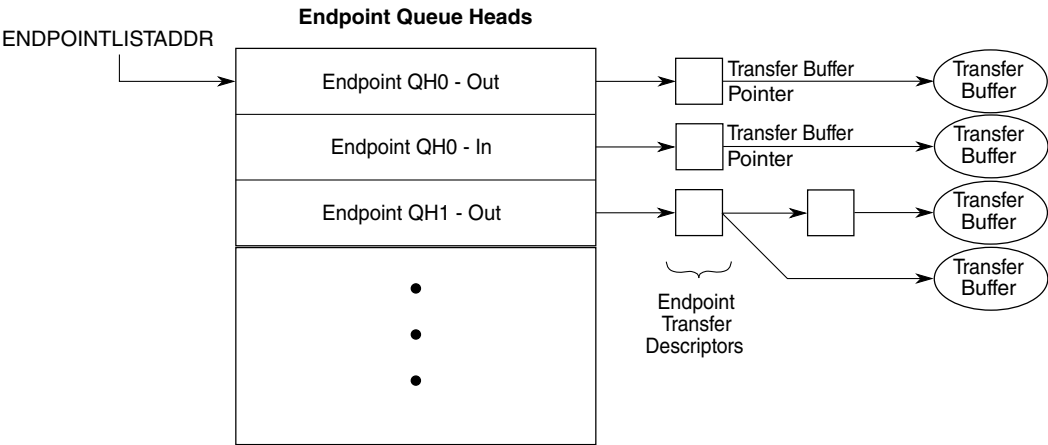 Endpoint Queue Heads
ENDPOINTLISTADDR
Endpoint QH0 - Out
Transfer Buffer
Pointer
Transfer
Buffer
Endpoint QH0 - In
Transfer Buffer
Pointer
Transfer
Buffer
Endpoint QH1 - Out
Transfer
Buffer
Transfer
Buffer
Endpoint
Transfer
Descriptors